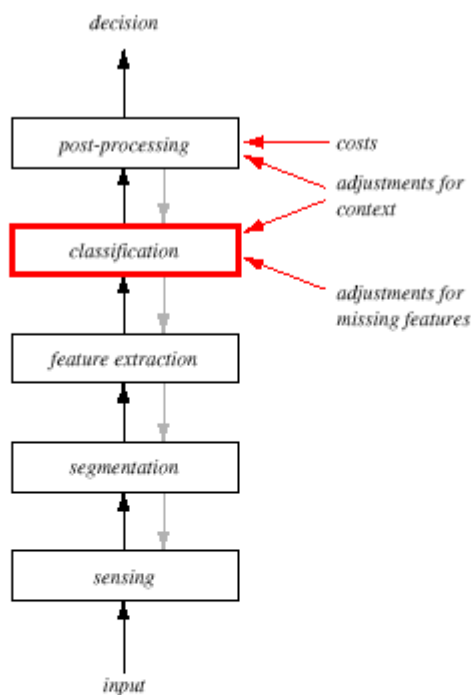 decision
post-processing
costs
adjustments for
context
classification
adjustments for
missing features
feature extraction
segmentation
sensing
input